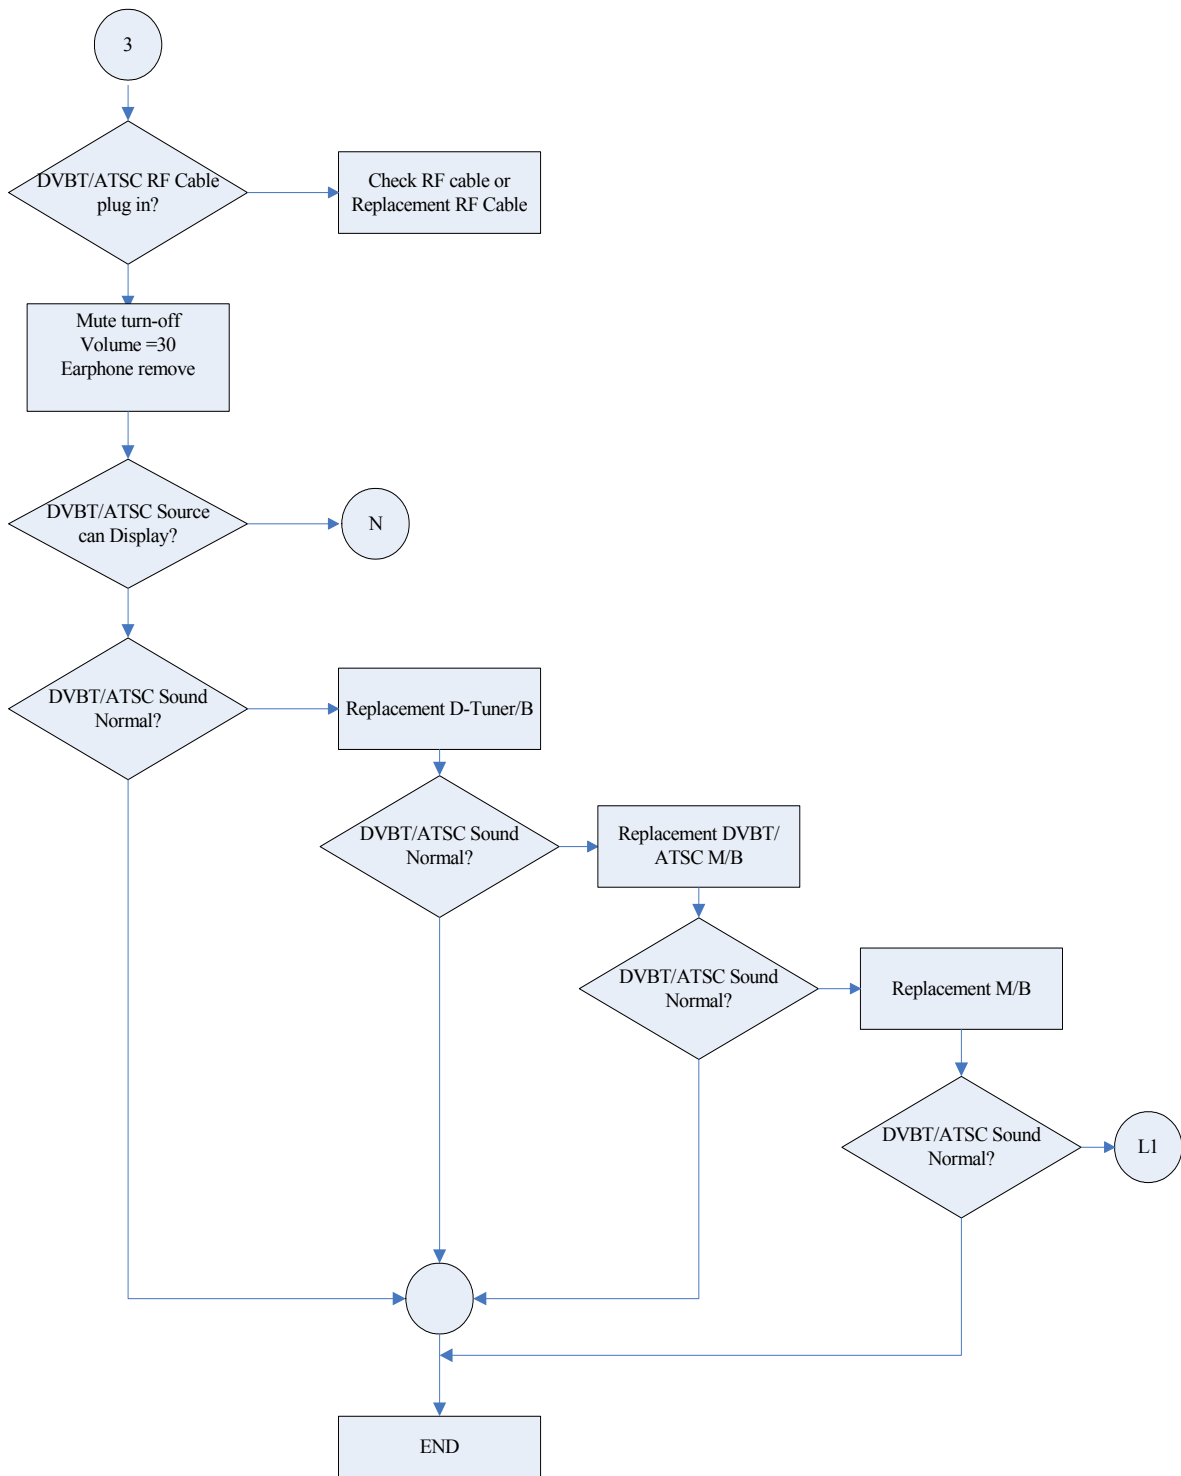 3
DVBT/ATSC RF Cable
plug in?
Check RF cable or
Replacement RF Cable
Mute turn-off
Volume =30
Earphone remove
DVBT/ATSC Source
can Display?
N
DVBT/ATSC Sound
Normal?
Replacement D-Tuner/B
DVBT/ATSC Sound
Normal?
Replacement DVBT/
ATSC M/B
DVBT/ATSC Sound
Normal?
Replacement M/B
DVBT/ATSC Sound
Normal?
L1
END